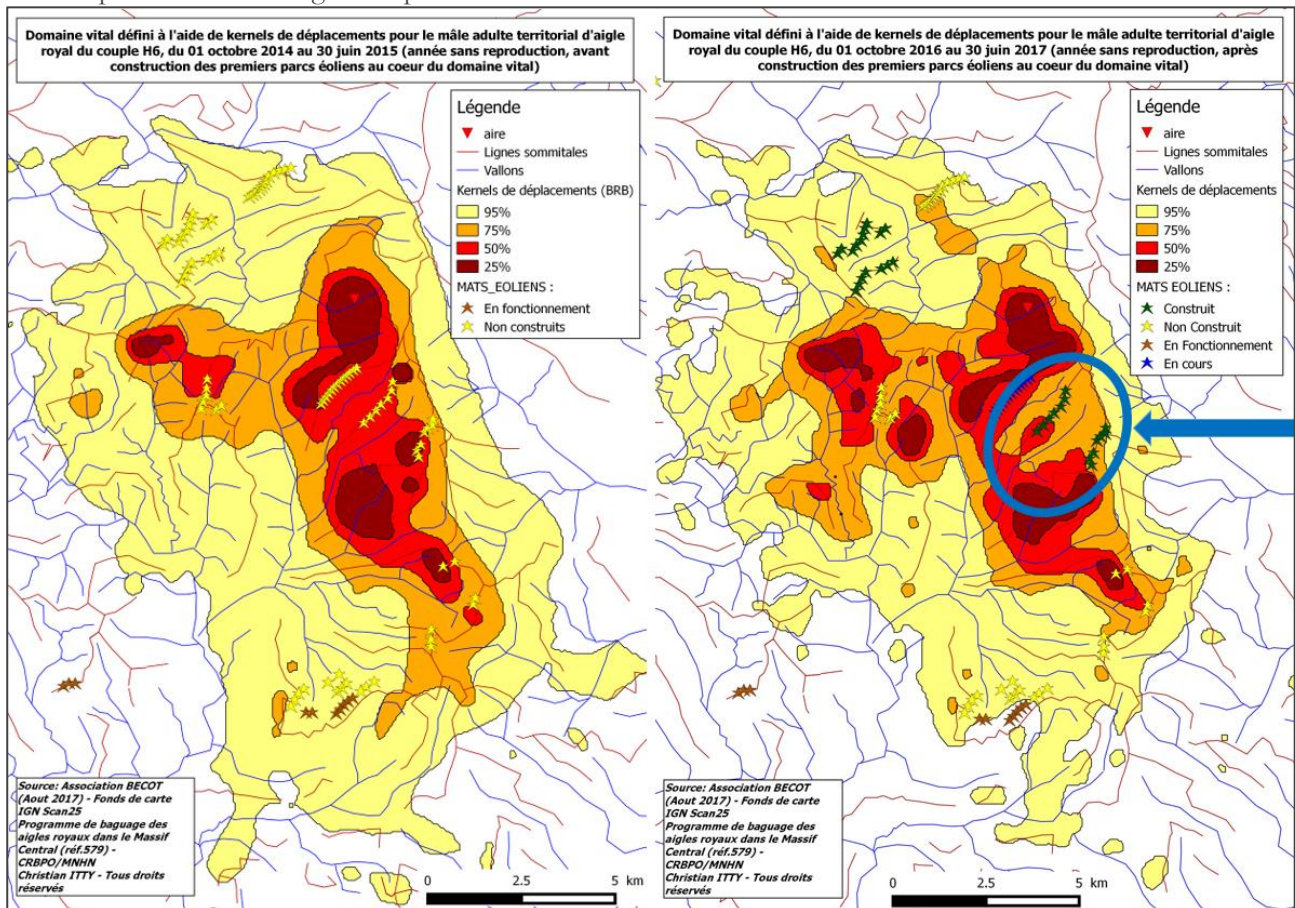 Domaine vital défini à l'aide de kernels de déplacements pour le mâle adulte territorial d'aigle
royal du couple H6, du 01 octobre 2014 au 30 juin 2015 (année sans reproduction, avant
construction des premiers parcs éoliens au coeur du domaine vital)
Légende
aire
Lignes sommitales
Vallons
Kernels de déplacements (BRB)
95%
75%
50%
25%
MATS_EOLIENS :
En fonctionnement
Non construits
Source: Association BECOT
(Aout 2017) - Fonds de carte
IGN Scan25
Programme de baguage des
aigles royaux dans le Massif
Central (réf.579) -
CRBPO/MNHN
Christian ITTY - Tous droits
réservés
0 2.5 5 km
Domaine vital défini à l'aide de kernels de déplacements pour le mâle adulte territorial d'aigle
royal du couple H6, du 01 octobre 2016 au 30 juin 2017 (année sans reproduction, après
construction des premiers parcs éoliens au coeur du domaine vital)
Légende
aire
Lignes sommitales
Vallons
Kernels de déplacements
95%
75%
50%
25%
MATS EOLIENS :
Construit
Non Construit
En Fonctionnement
En cours
Source: Association BECOT
(Aout 2017) - Fonds de carte
IGN Scan25
Programme de baguage des
aigles royaux dans le Massif
Central (réf.579) -
CRBPO/MNHN
Christian ITTY - Tous droits
réservés
0 2.5 5 km